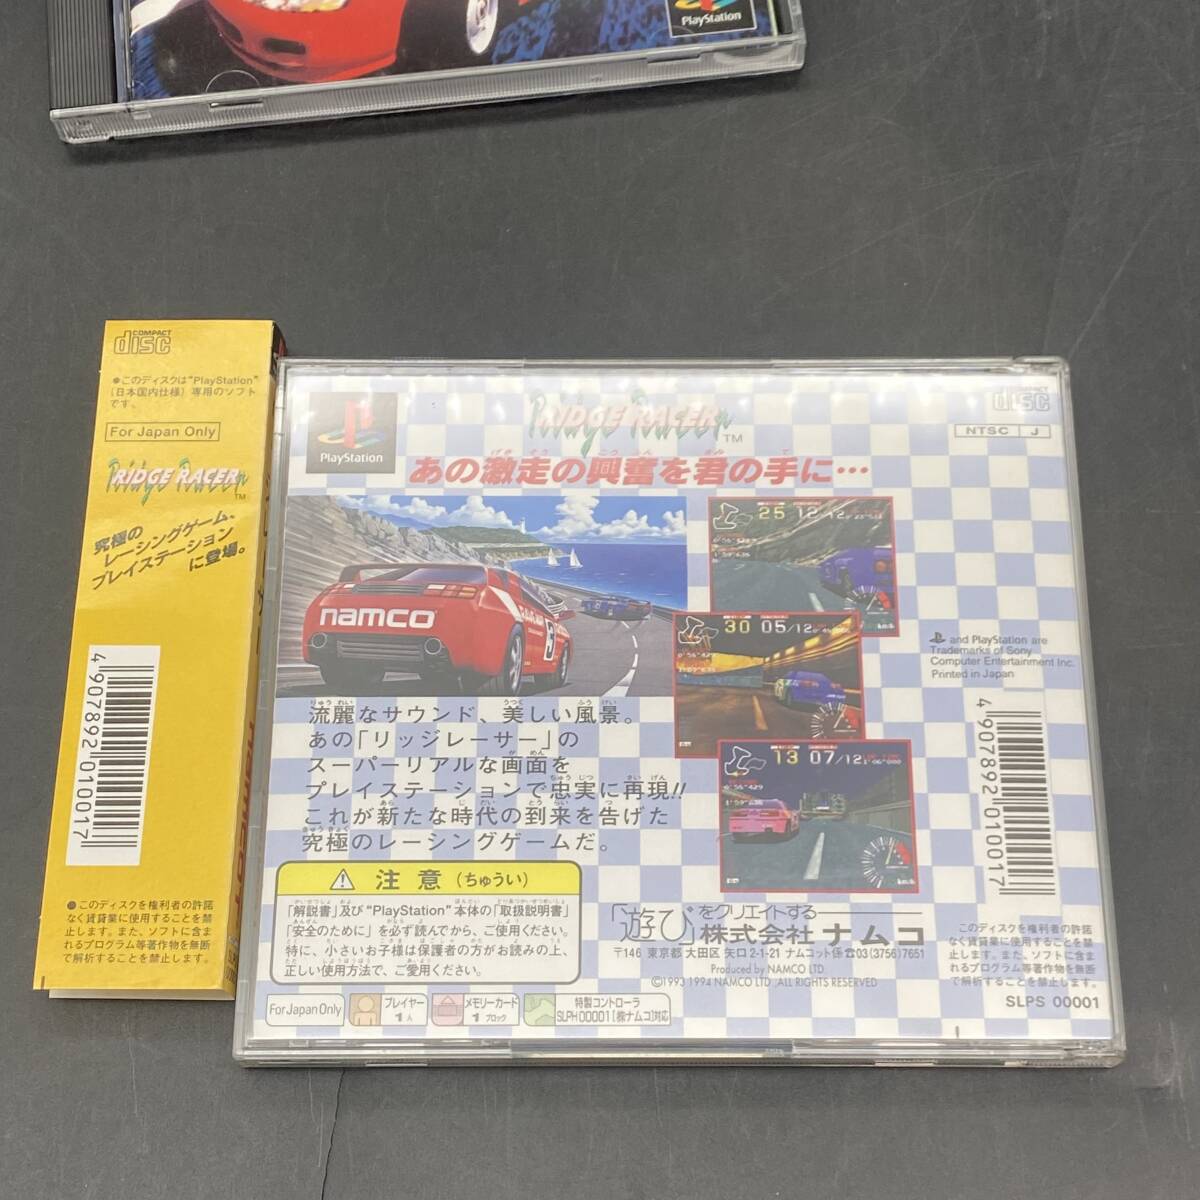 PlayStation
COMPACT
disc
●このディスクは"PlayStation"
(日本国内仕様)専用のソフト
です。
For Japan Only
RIDGE RACER
Ridge Racer™
究極の
レーシングゲーム、
プレイステーション
に登場。
4 907892 010017
●このディスクを権利者の許諾
なく賃貸業に使用することを禁
止します。また、ソフトに含ま
れるプログラム等著作物を無断
で解析することを禁止します。
PlayStation
RIDGE RACER
Ridge Racer™
COMPACT
disc
NTSC J
あの激走の興奮を君の手に…
namco
25 12/12
30 05/12
13 07/12
and PlayStation are
Trademarks of Sony
Computer Entertainment Inc.
Printed in Japan
流麗なサウンド、美しい風景。
あの「リッジレーサー」の
スーパーリアルな画面を
プレイステーションで忠実に再現!!
これが新たな時代の到来を告げた
究極のレーシングゲームだ。
4 907892 010017
注意(ちゅうい)
「解説書」及び"PlayStation"本体の「取扱説明書」
「安全のために」を必ず読んでから、ご使用ください。
特に、小さいお子様は保護者の方がお読みの上、
正しい使用方法で、ご愛用ください。
「遊び」をクリエイトする
株式会社ナムコ
〒146 東京都大田区矢口2-1-21 ナムコット係☎03(3756)7651
Produced by NAMCO LTD
©1993 1994 NAMCO LTD.,ALL RIGHTS RESERVED
●このディスクを権利者の許諾
なく賃貸業に使用することを禁
止します。また、ソフトに含ま
れるプログラム等著作物を無断
で解析することを禁止します。
SLPS 00001
For Japan Only
プレイヤー
1人
メモリーカード
1ブロック
特製コントローラ
SLPH 00001[㈱ナムコ]対応